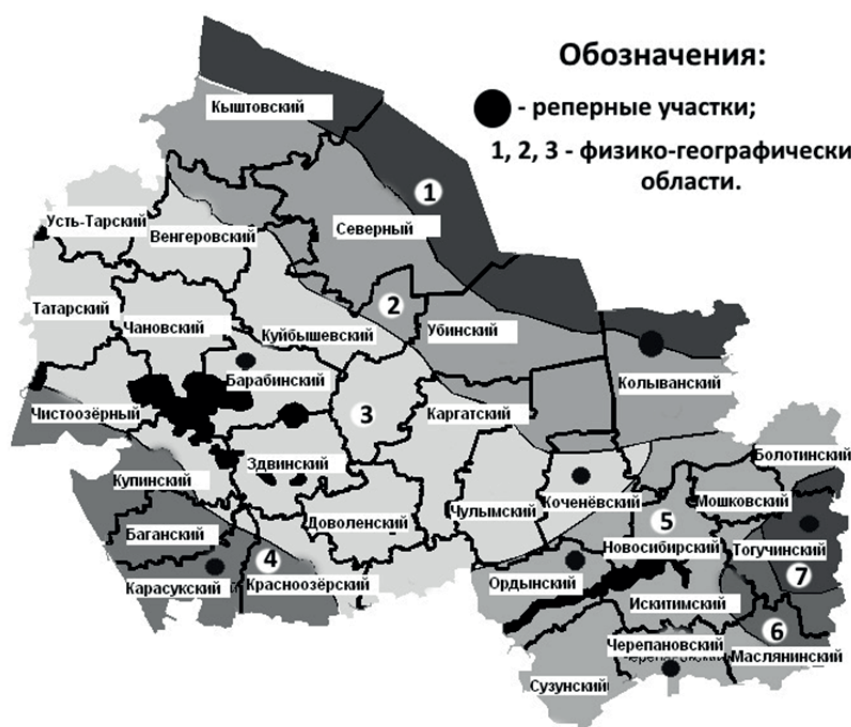 Обозначения:
- реперные участки;
1, 2, 3 - физико-географически
области.
Кыштовский
1
Усть-Тарский
Венгеровский
Северный
Татарский
Чановский
2
Куйбышевский
Убинский
Барабинский
Колыванский
Чистоозёрный
3
Каргатский
Болотинский
Купинский
Здвинский
Коченёвский
Мошковский
Баганский
Доволенский
Чулымский
5
Новосибирский
Тогучинский
4
Карасукский
Красноозёрский
Ордынский
7
Искитимский
6
Черепановский
Маслянинский
Сузунский